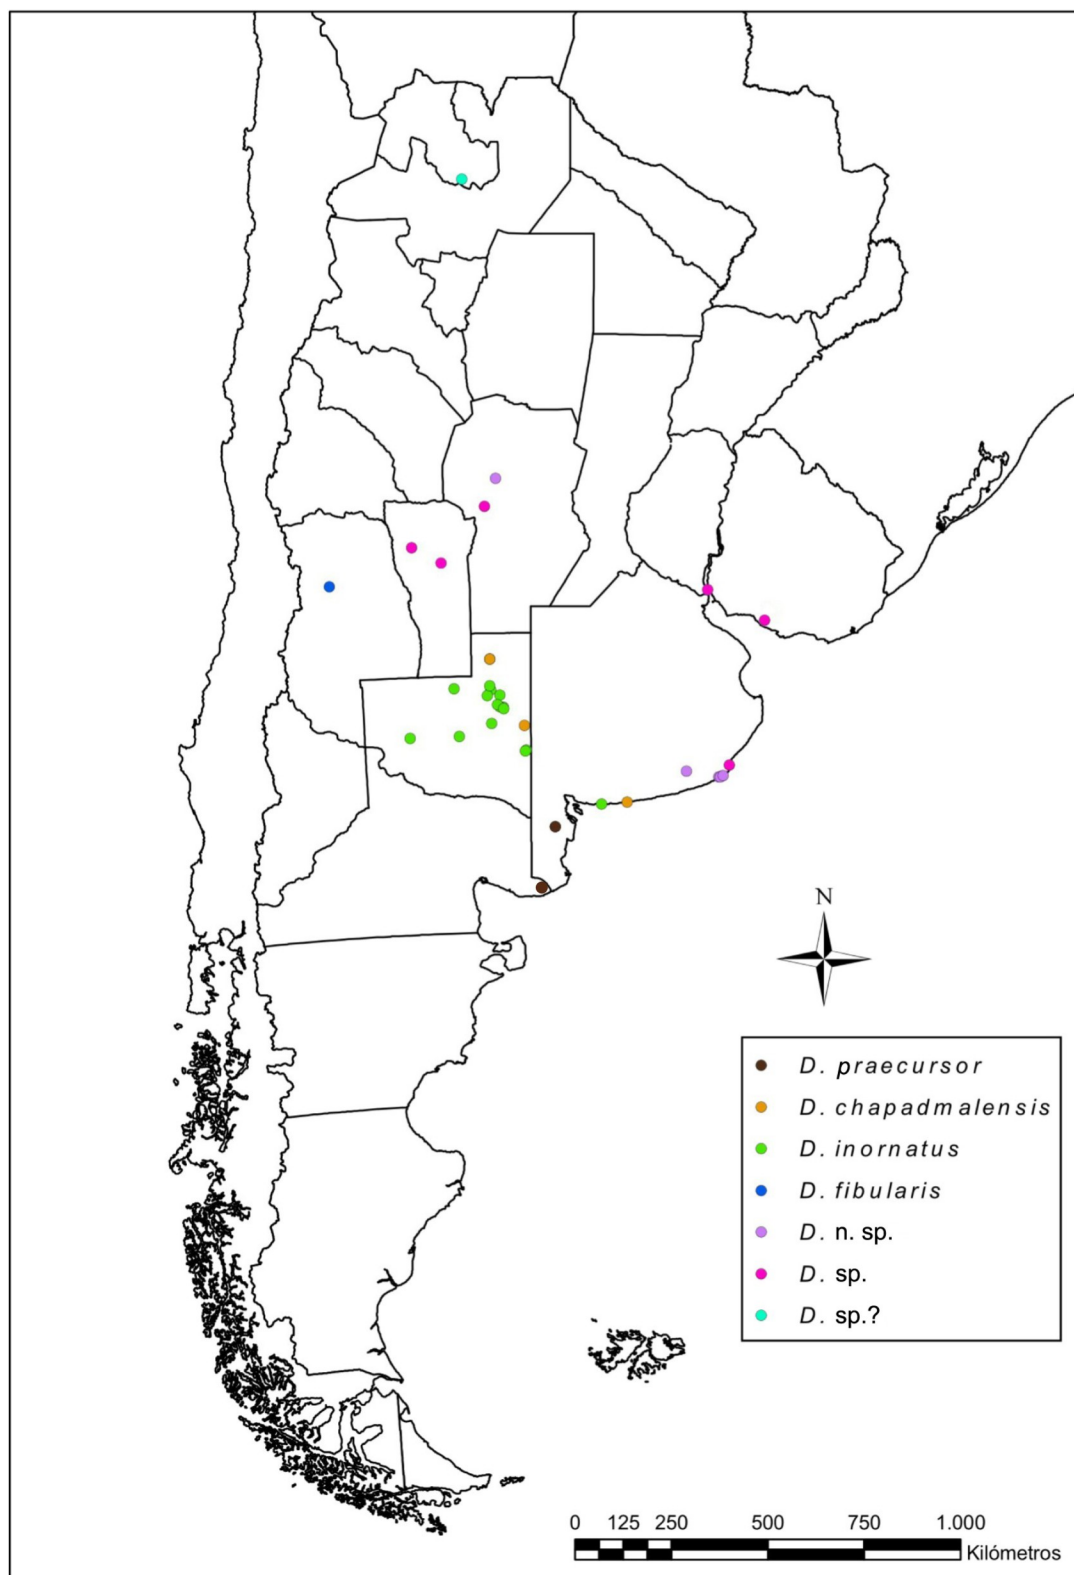 N
D. praecursor
D. chapadmalensis
D. inornatus
D. fibularis
D. n. sp.
D. sp.
D. sp.?
0 125 250 500 750 1.000
Kilómetros